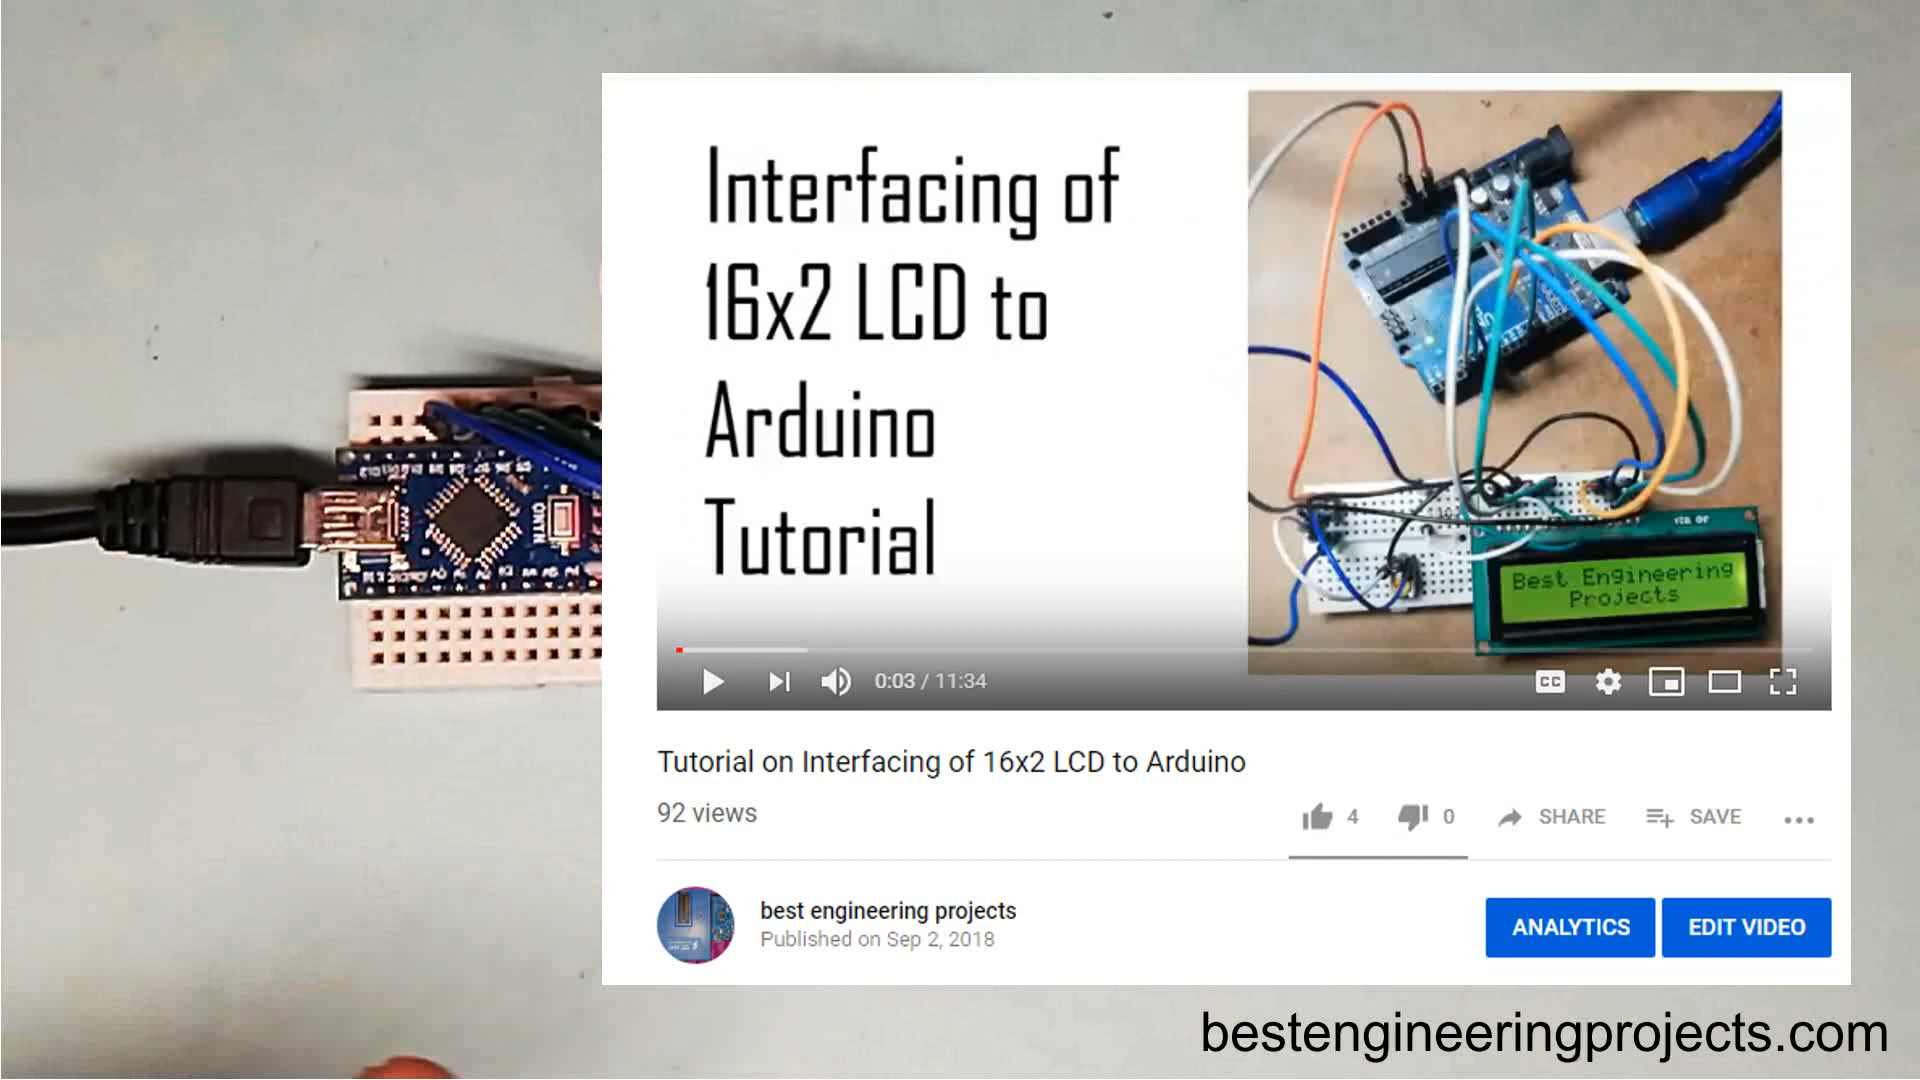 Interfacing of
16x2 LCD to
Arduino
Tutorial
Best Engineering
Projects
0:03 / 11:34
CC
Tutorial on Interfacing of 16x2 LCD to Arduino
92 views
4
0
SHARE
SAVE
best engineering projects
Published on Sep 2, 2018
ANALYTICS
EDIT VIDEO
bestengineeringprojects.com